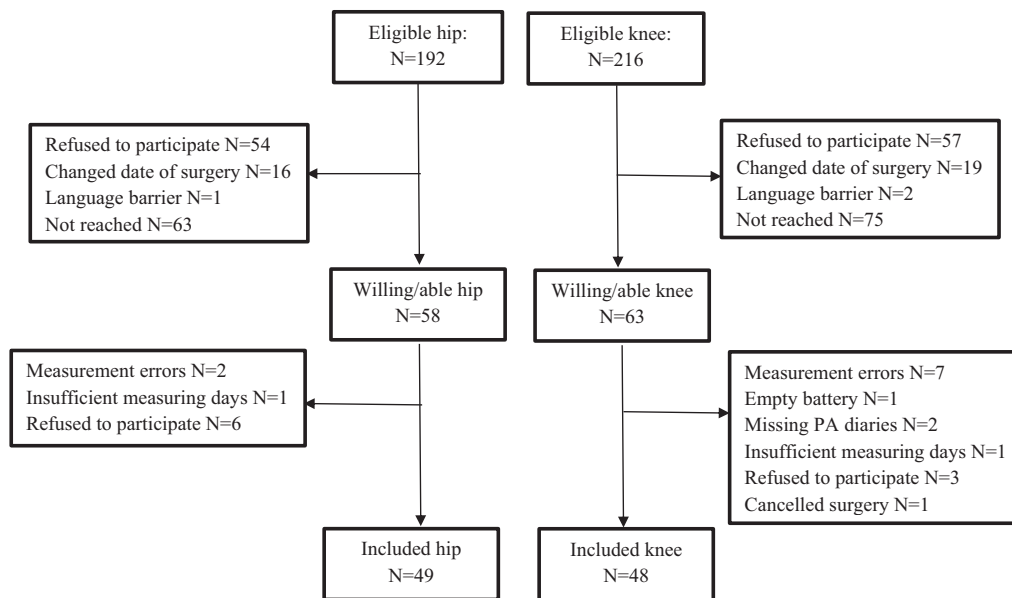 Eligible hip:
N=192
Eligible knee:
N=216
Refused to participate N=54
Changed date of surgery N=16
Language barrier N=1
Not reached N=63
Refused to participate N=57
Changed date of surgery N=19
Language barrier N=2
Not reached N=75
Willing/able hip
N=58
Willing/able knee
N=63
Measurement errors N=2
Insufficient measuring days N=1
Refused to participate N=6
Measurement errors N=7
Empty battery N=1
Missing PA diaries N=2
Insufficient measuring days N=1
Refused to participate N=3
Cancelled surgery N=1
Included hip
N=49
Included knee
N=48